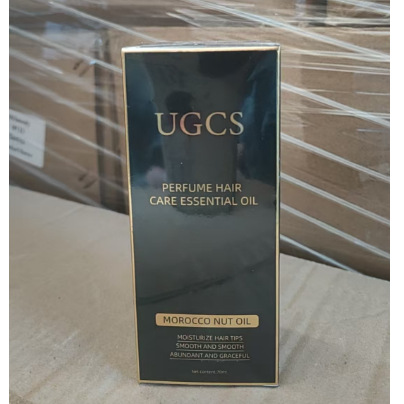 UGCS
PERFUME HAIR
CARE ESSENTIAL OIL
MOROCCO NUT OIL
MOISTURIZE HAIR TIPS
SMOOTH AND SMOOTH
ABUNDANT AND GRACEFUL